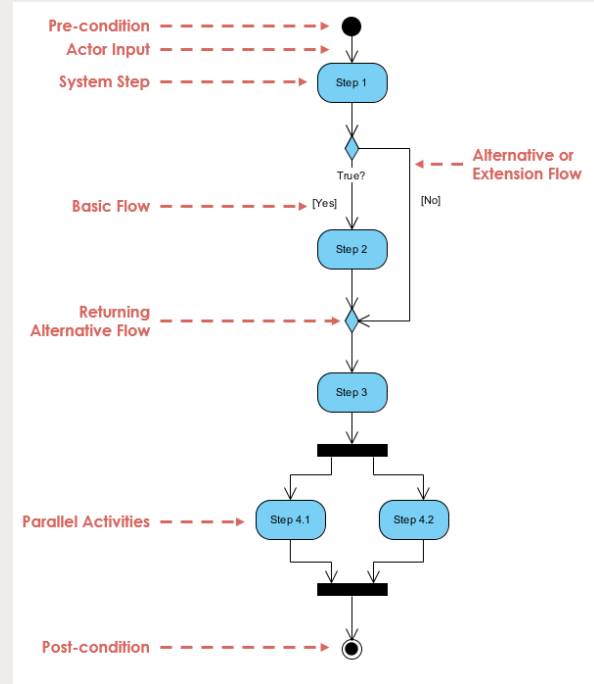 Pre-condition
Actor Input
System Step
Step 1
Alternative or
Extension Flow
True?
Basic Flow
[Yes]
[No]
Step 2
Returning
Alternative Flow
Step 3
Parallel Activities
Step 4.1
Step 4.2
Post-condition